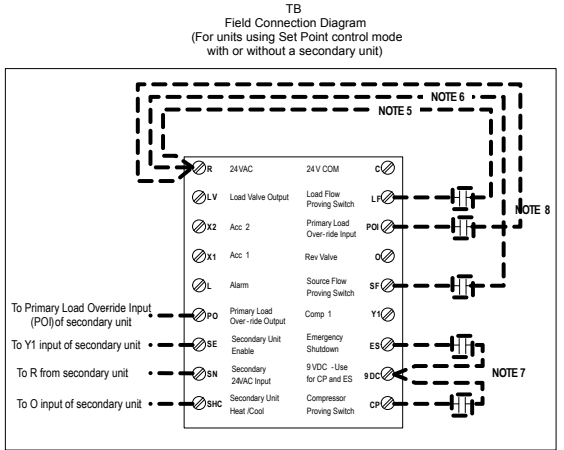 TB
Field Connection Diagram
(For units using Set Point control mode
with or without a secondary unit)
NOTE 6
NOTE 5
R 24VAC 24V COM C
LV Load Valve Output Load Flow Proving Switch LF
NOTE 8
X2 Acc 2 Primary Load Over-ride Input POI
X1 Acc 1 Rev Valve O
L Alarm Source Flow Proving Switch SF
To Primary Load Override Input
(POI) of secondary unit
PO Primary Load Over-ride Output Comp 1 Y1
To Y1 input of secondary unit SE Secondary Unit Enable Emergency Shutdown ES
To R from secondary unit SN Secondary 24VAC Input 9VDC - Use for CP and ES 9DC NOTE 7
To O input of secondary unit SHC Secondary Unit Heat /Cool Compressor Proving Switch CP